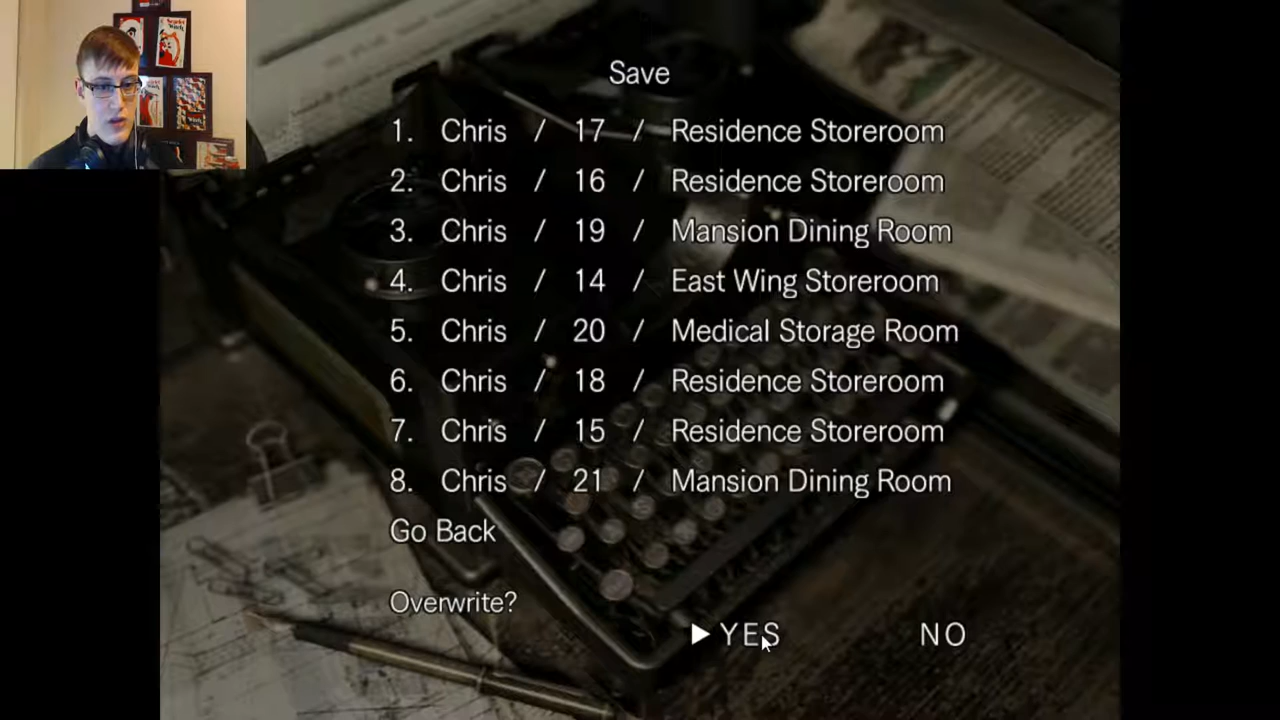 Save
1. Chris / 17 / Residence Storeroom
2. Chris / 16 / Residence Storeroom
3. Chris / 19 / Mansion Dining Room
4. Chris / 14 / East Wing Storeroom
5. Chris / 20 / Medical Storage Room
6. Chris / 18 / Residence Storeroom
7. Chris / 15 / Residence Storeroom
8. Chris / 21 / Mansion Dining Room
Go Back
Overwrite?
YES NO